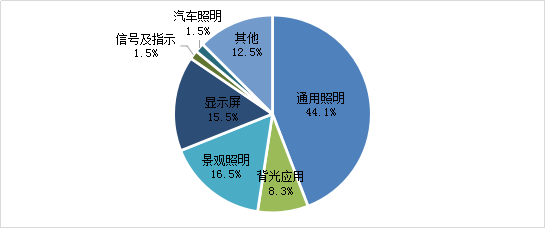 汽车照明
1.5%
信号及指示
1.5%
其他
12.5%
通用照明
44.1%
显示屏
15.5%
景观照明
16.5%
背光应用
8.3%